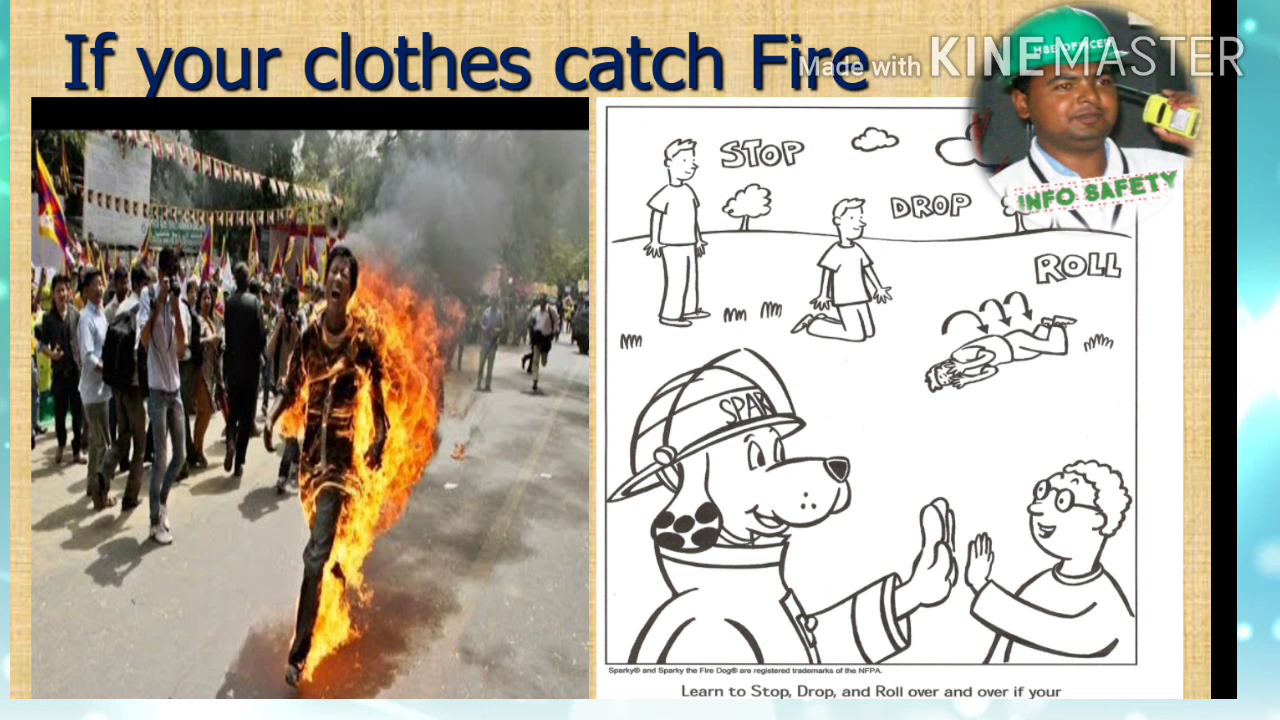 If your clothes catch Fire
Made with KINEMASTER
H&E OFFICER
INFO SAFETY
STOP
DROP
ROLL
SPAR
Sparky® and Sparky the Fire Dog® are registered trademarks of the NFPA.
Learn to Stop, Drop, and Roll over and over if your